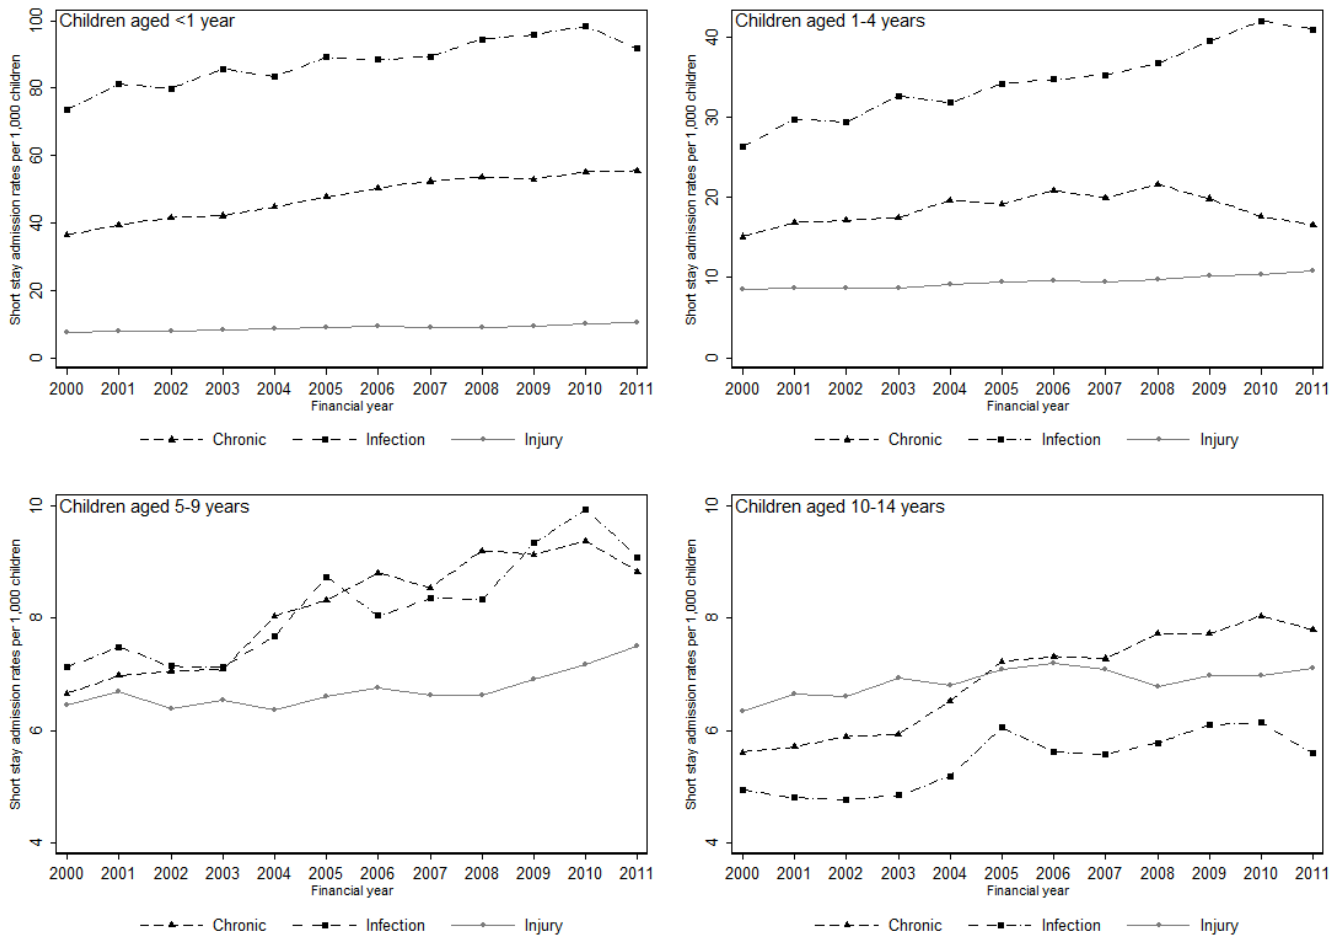 Children aged <1 year
Short stay admission rates per 1,000 children
100
80
60
40
20
0
2000 2001 2002 2003 2004 2005 2006 2007 2008 2009 2010 2011
Financial year
Chronic Infection Injury
Children aged 1-4 years
Short stay admission rates per 1,000 children
40
30
20
10
0
2000 2001 2002 2003 2004 2005 2006 2007 2008 2009 2010 2011
Financial year
Chronic Infection Injury
Children aged 5-9 years
Short stay admission rates per 1,000 children
10
8
6
4
2000 2001 2002 2003 2004 2005 2006 2007 2008 2009 2010 2011
Financial year
Chronic Infection Injury
Children aged 10-14 years
Short stay admission rates per 1,000 children
10
8
6
4
2000 2001 2002 2003 2004 2005 2006 2007 2008 2009 2010 2011
Financial year
Chronic Infection Injury